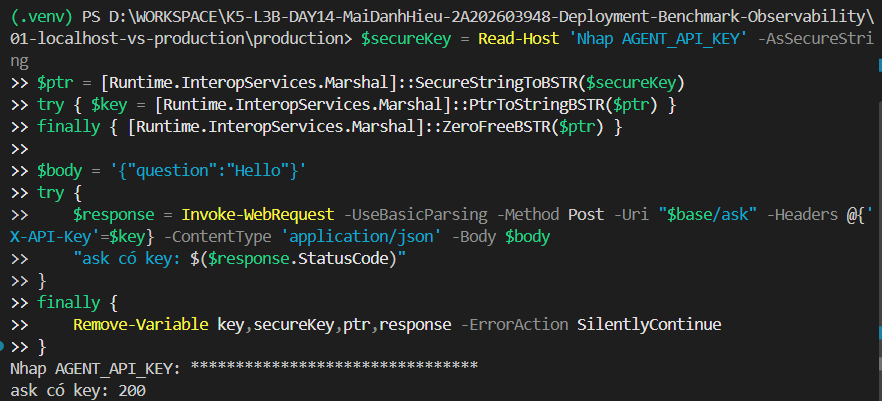 (.venv) PS D:\WORKSPACE\K5-L3B-DAY14-MaiDanhHieu-2A202603948-Deployment-Benchmark-Observability\
01-localhost-vs-production\production> $secureKey = Read-Host 'Nhap AGENT_API_KEY' -AsSecureStri
ng
>> $ptr = [Runtime.InteropServices.Marshal]::SecureStringToBSTR($secureKey)
>> try { $key = [Runtime.InteropServices.Marshal]::PtrToStringBSTR($ptr) }
>> finally { [Runtime.InteropServices.Marshal]::ZeroFreeBSTR($ptr) }
>>
>> $body = '{"question":"Hello"}'
>> try {
>>     $response = Invoke-WebRequest -UseBasicParsing -Method Post -Uri "$base/ask" -Headers @{'
X-API-Key'=$key} -ContentType 'application/json' -Body $body
>>     "ask có key: $($response.StatusCode)"
>> }
>> finally {
>>     Remove-Variable key,secureKey,ptr,response -ErrorAction SilentlyContinue
>> }
Nhap AGENT_API_KEY: ********************************
ask có key: 200